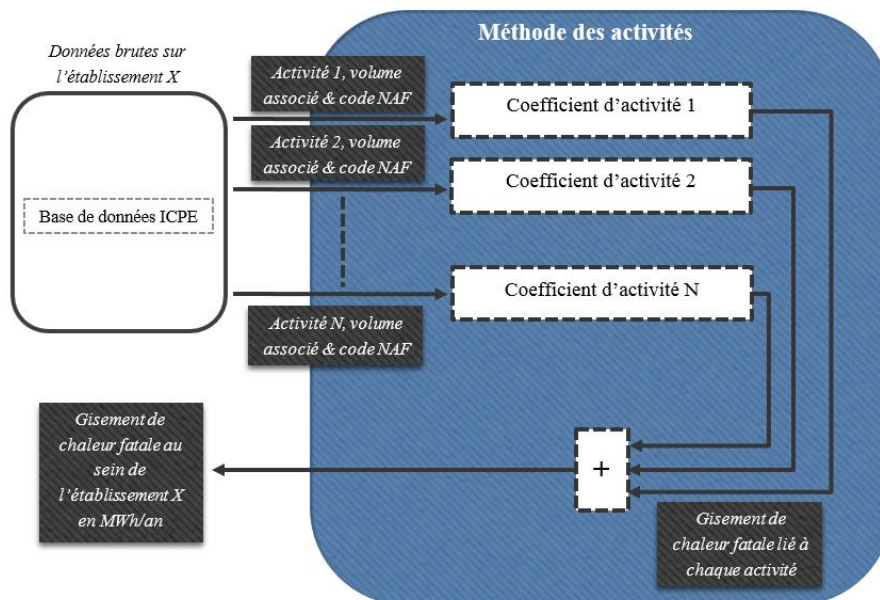 Méthode des activités
Données brutes sur
l'établissement X
Activité 1, volume
associé & code NAF
Coefficient d'activité 1
Activité 2, volume
associé & code NAF
Coefficient d'activité 2
Base de données ICPE
Coefficient d'activité N
Activité N, volume
associé & code NAF
Gisement de
chaleur fatale au
sein de
l'établissement X
en MWh/an
+
Gisement de
chaleur fatale lié à
chaque activité